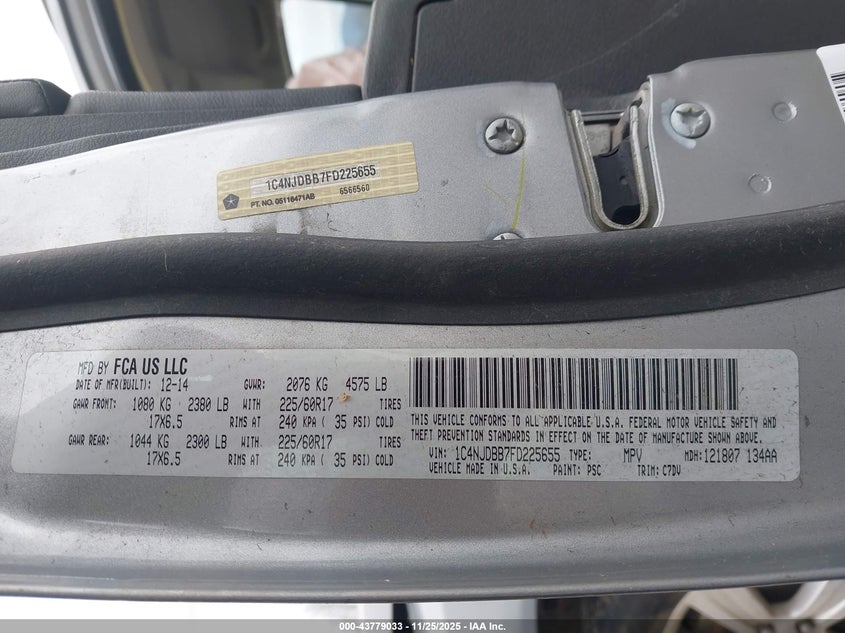 1C4NJDBB7FD225655
PT. NO. 05116471AB 6566560
MFD BY FCA US LLC
DATE OF MFR(BUILT): 12-14 GVWR: 2076 KG 4575 LB
GAWR FRONT: 1080 KG 2380 LB WITH 225/60R17 TIRES
17X6.5 RIMS AT 240 KPA ( 35 PSI) COLD
GAWR REAR: 1044 KG 2300 LB WITH 225/60R17 TIRES
17X6.5 RIMS AT 240 KPA ( 35 PSI) COLD
THIS VEHICLE CONFORMS TO ALL APPLICABLE U.S.A. FEDERAL MOTOR VEHICLE SAFETY AND
THEFT PREVENTION STANDARDS IN EFFECT ON THE DATE OF MANUFACTURE SHOWN ABOVE.
VIN: 1C4NJDBB7FD225655 TYPE: MPV MDH: 121807 134AA
VEHICLE MADE IN U.S.A. PAINT: PSC TRIM: C7DV
000-43779033 - 11/25/2025 - IAA Inc.